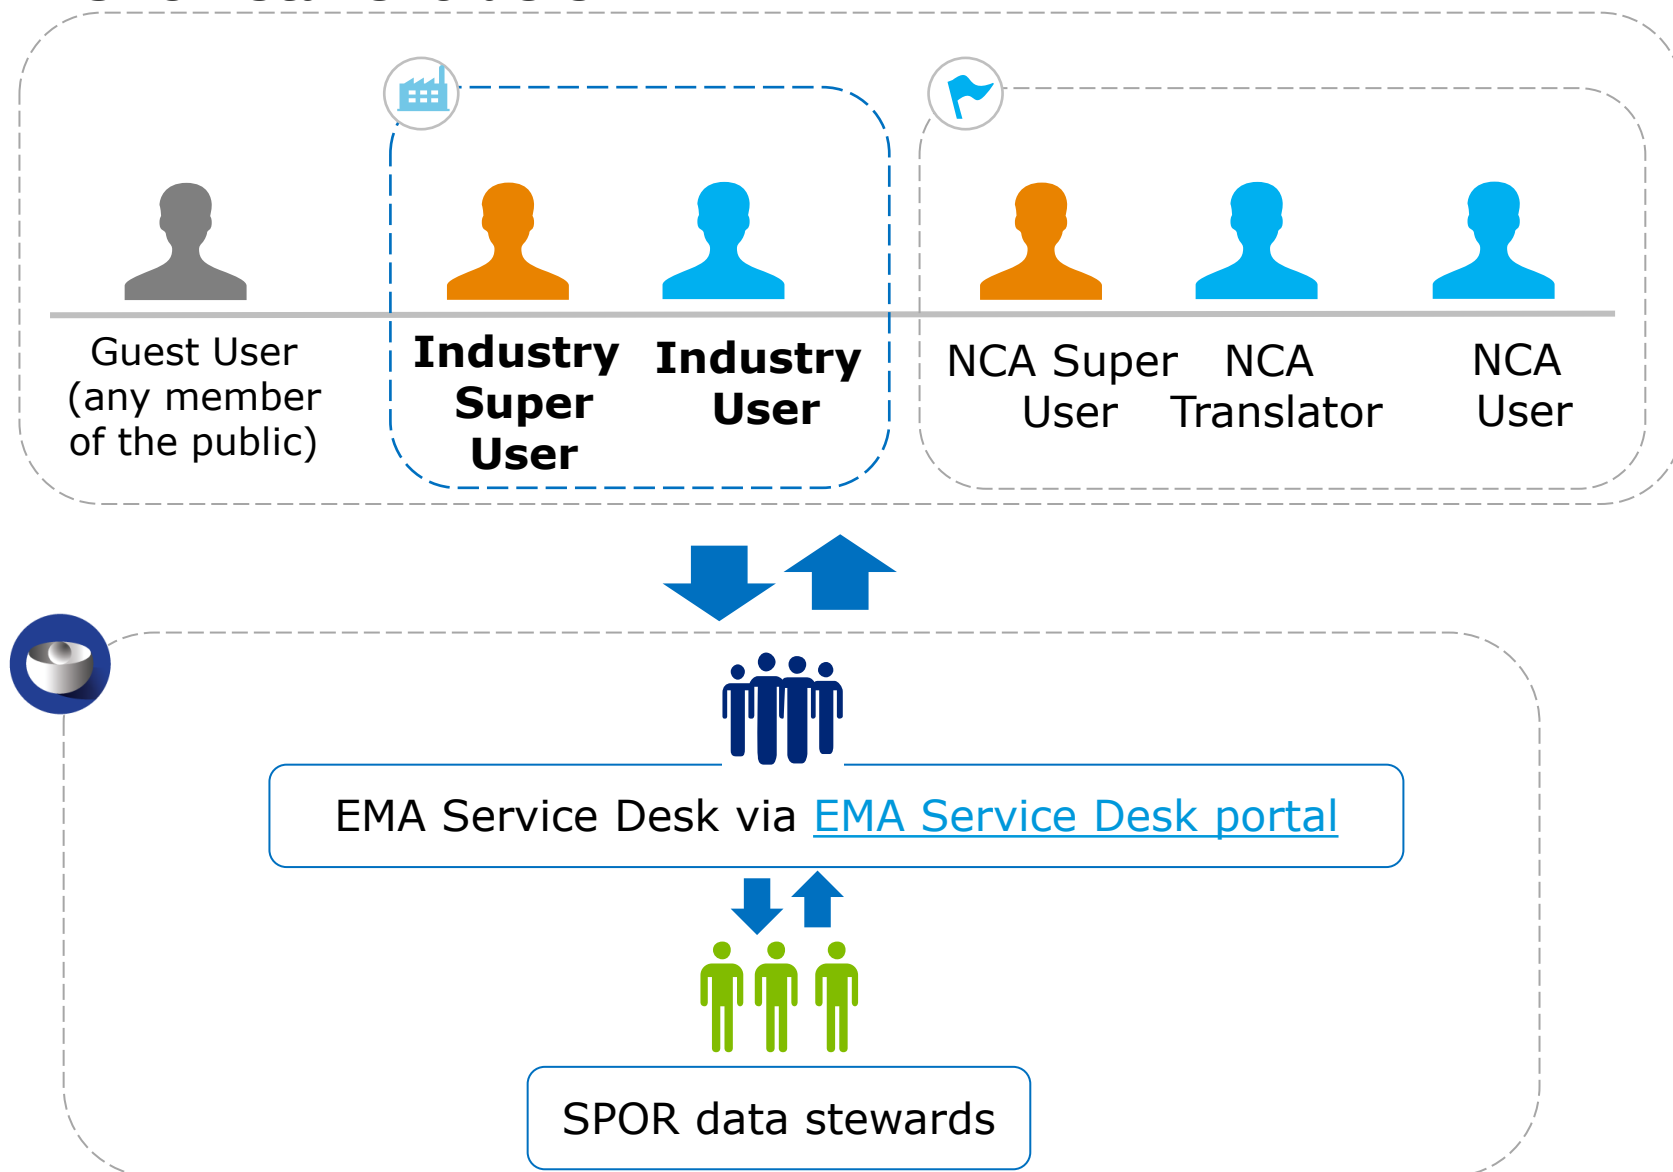 Guest User
(any member
of the public)
Industry
Super
User
Industry
User
NCA Super
User
NCA
Translator
NCA
User
EMA Service Desk via EMA Service Desk portal
SPOR data stewards